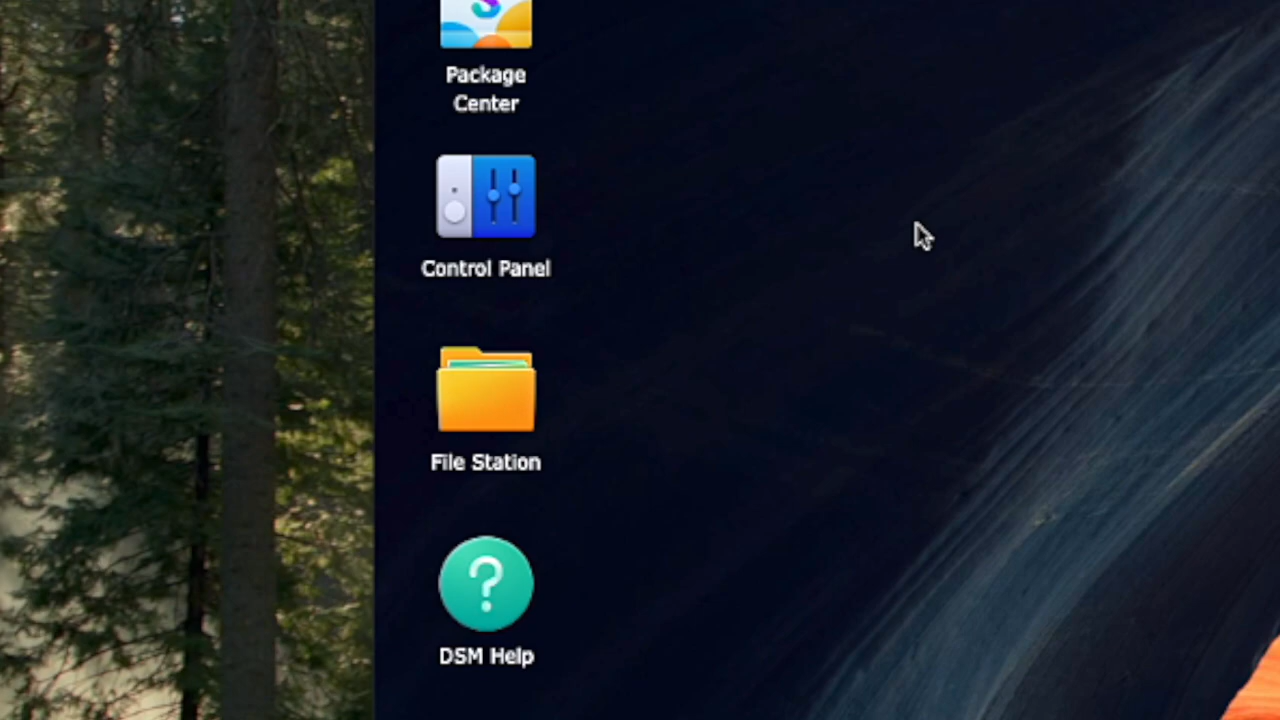 Package
Center
Control Panel
File Station
DSM Help